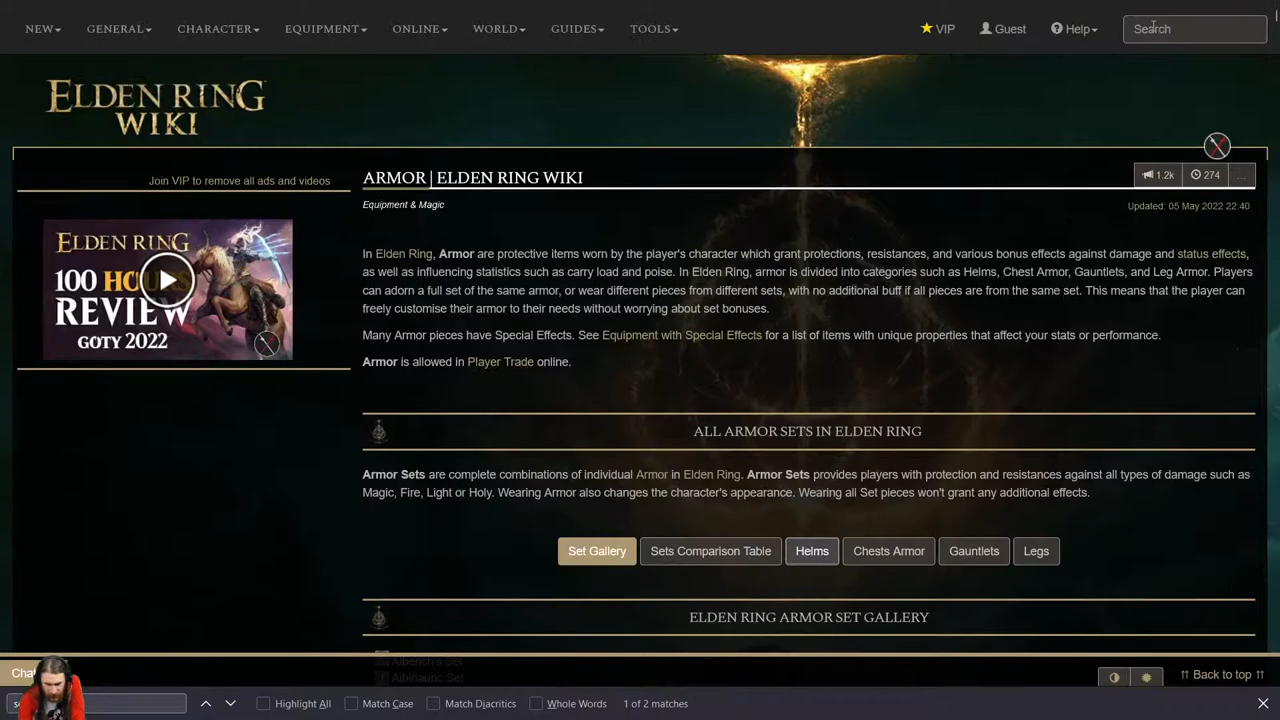 NEW GENERAL CHARACTER EQUIPMENT ONLINE WORLD GUIDES TOOLS VIP Guest Help Search
ELDEN RING
WIKI
Join VIP to remove all ads and videos
ELDEN RING
100 HOURS
REVIEW
GOTY 2022
ARMOR | ELDEN RING WIKI
1.2k 274 ...
Equipment & Magic
Updated: 05 May 2022 22:40
In Elden Ring, Armor are protective items worn by the player's character which grant protections, resistances, and various bonus effects against damage and status effects,
as well as influencing statistics such as carry load and poise. In Elden Ring, armor is divided into categories such as Helms, Chest Armor, Gauntlets, and Leg Armor. Players
can adorn a full set of the same armor, or wear different pieces from different sets, with no additional buff if all pieces are from the same set. This means that the player can
freely customise their armor to their needs without worrying about set bonuses.
Many Armor pieces have Special Effects. See Equipment with Special Effects for a list of items with unique properties that affect your stats or performance.
Armor is allowed in Player Trade online.
ALL ARMOR SETS IN ELDEN RING
Armor Sets are complete combinations of individual Armor in Elden Ring. Armor Sets provides players with protection and resistances against all types of damage such as
Magic, Fire, Light or Holy. Wearing Armor also changes the character's appearance. Wearing all Set pieces won't grant any additional effects.
Set Gallery Sets Comparison Table Helms Chests Armor Gauntlets Legs
ELDEN RING ARMOR SET GALLERY
Alberich's Set
Albinauric Set
↑↑ Back to top ↑↑
Highlight All Match Case Match Diacritics Whole Words 1 of 2 matches